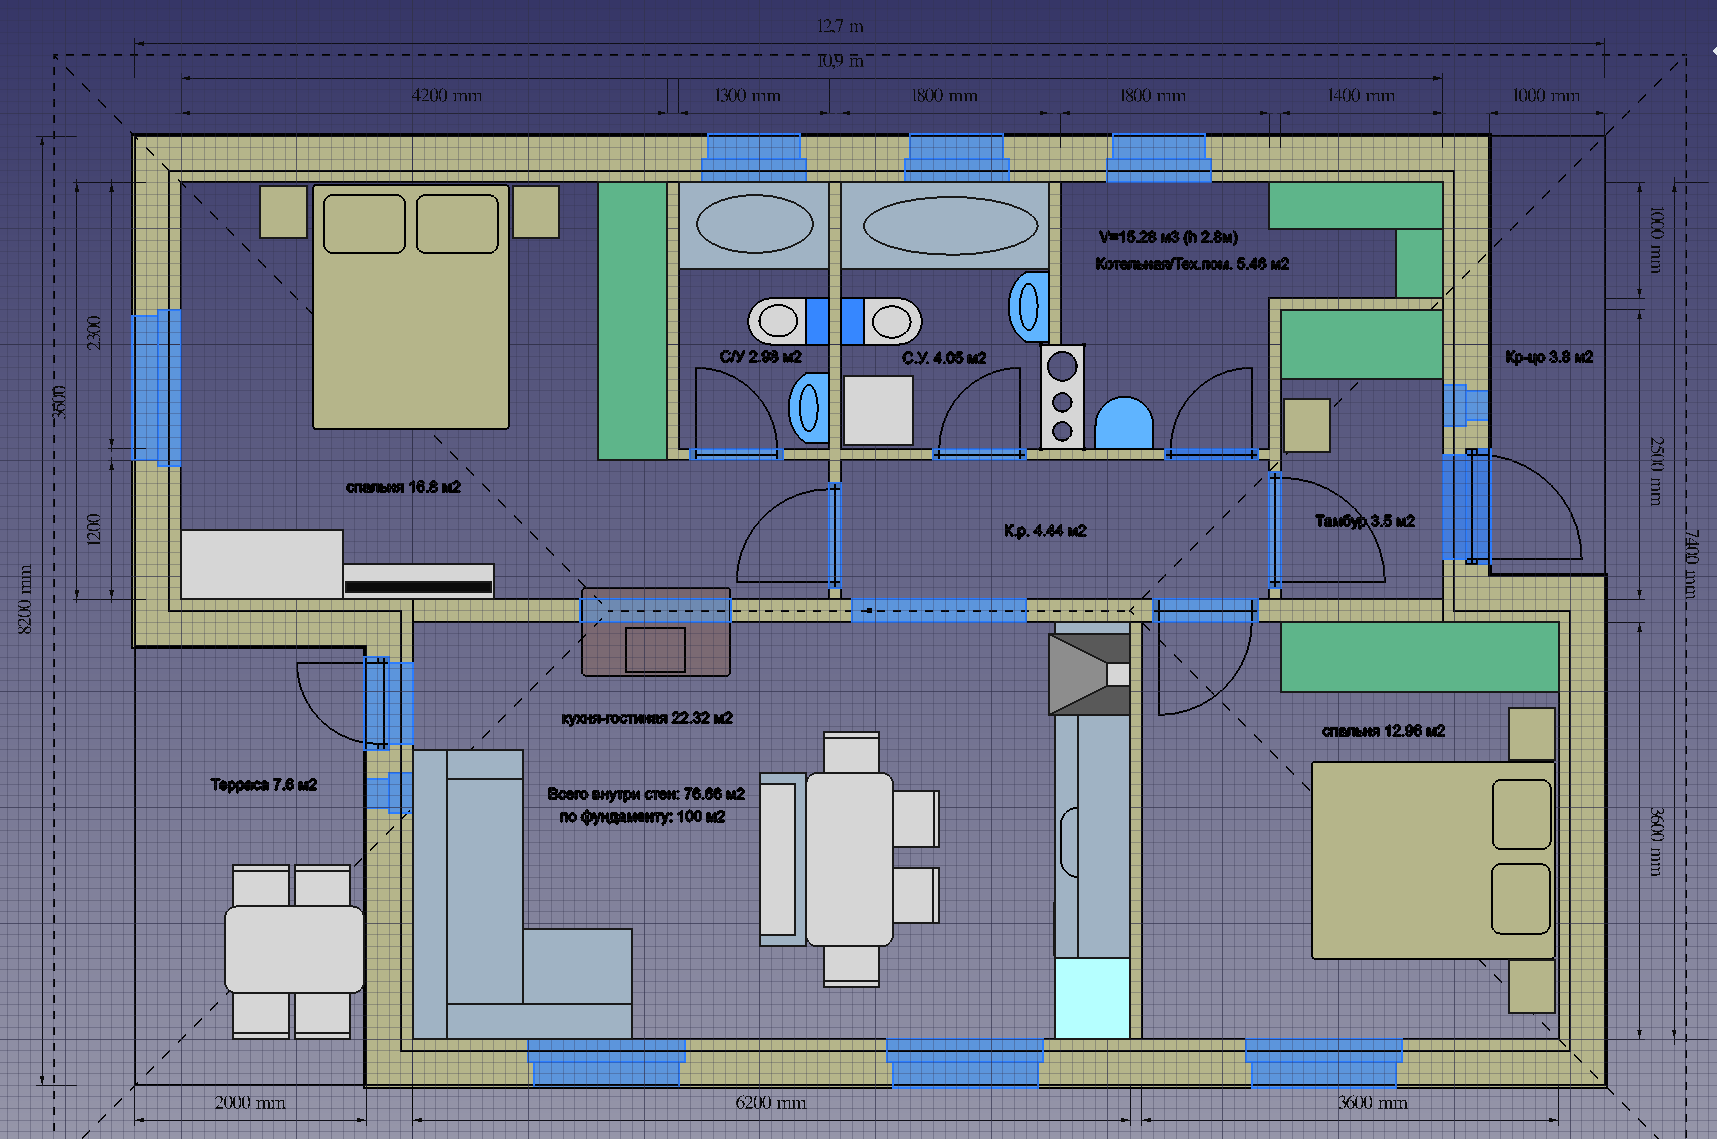 12,7 m
10,9 m
4200 mm
1300 mm
1800 mm
1800 mm
1400 mm
1000 mm
1000 mm
V=15.28 м3 (h 2.8м)
Котельная/Тех.пом. 5.46 м2
2300
3600
С/У 2.98 м2
С.У. 4.05 м2
Кр-цо 3.8 м2
2500 mm
спальня 16.8 м2
1200
К.р. 4.44 м2
Тамбур 3.5 м2
7400 mm
8200 mm
кухня-гостиная 22.32 м2
спальня 12.96 м2
Терраса 7.6 м2
Всего внутри стен: 76.66 м2
по фундаменту: 100 м2
3600 mm
2000 mm
6200 mm
3600 mm